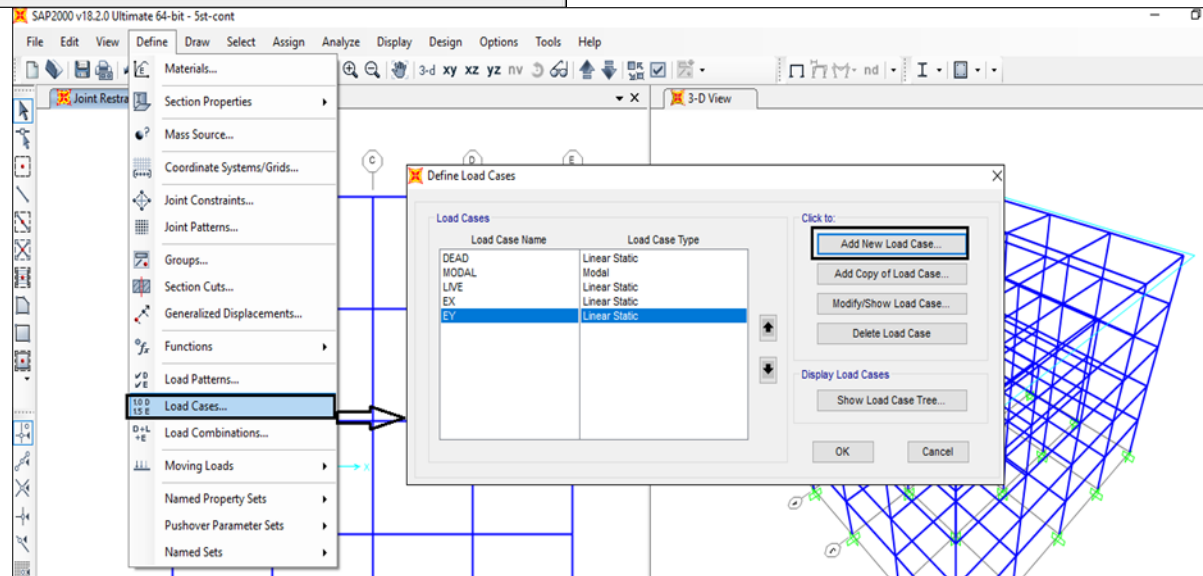 SAP2000 v18.2.0 Ultimate 64-bit - 5st-cont
File Edit View Define Draw Select Assign Analyze Display Design Options Tools Help
3-d xy xz yz nv nd
Joint Restra
3-D View
Materials...
Section Properties
Mass Source...
Coordinate Systems/Grids...
Joint Constraints...
Joint Patterns...
Groups...
Section Cuts...
Generalized Displacements...
Functions
Load Patterns...
Load Cases...
Load Combinations...
Moving Loads
Named Property Sets
Pushover Parameter Sets
Named Sets
C D E
X
Define Load Cases
Load Cases
Load Case Name Load Case Type
DEAD Linear Static
MODAL Modal
LIVE Linear Static
EX Linear Static
EY Linear Static
Click to:
Add New Load Case...
Add Copy of Load Case...
Modify/Show Load Case...
Delete Load Case
Display Load Cases
Show Load Case Tree...
OK Cancel